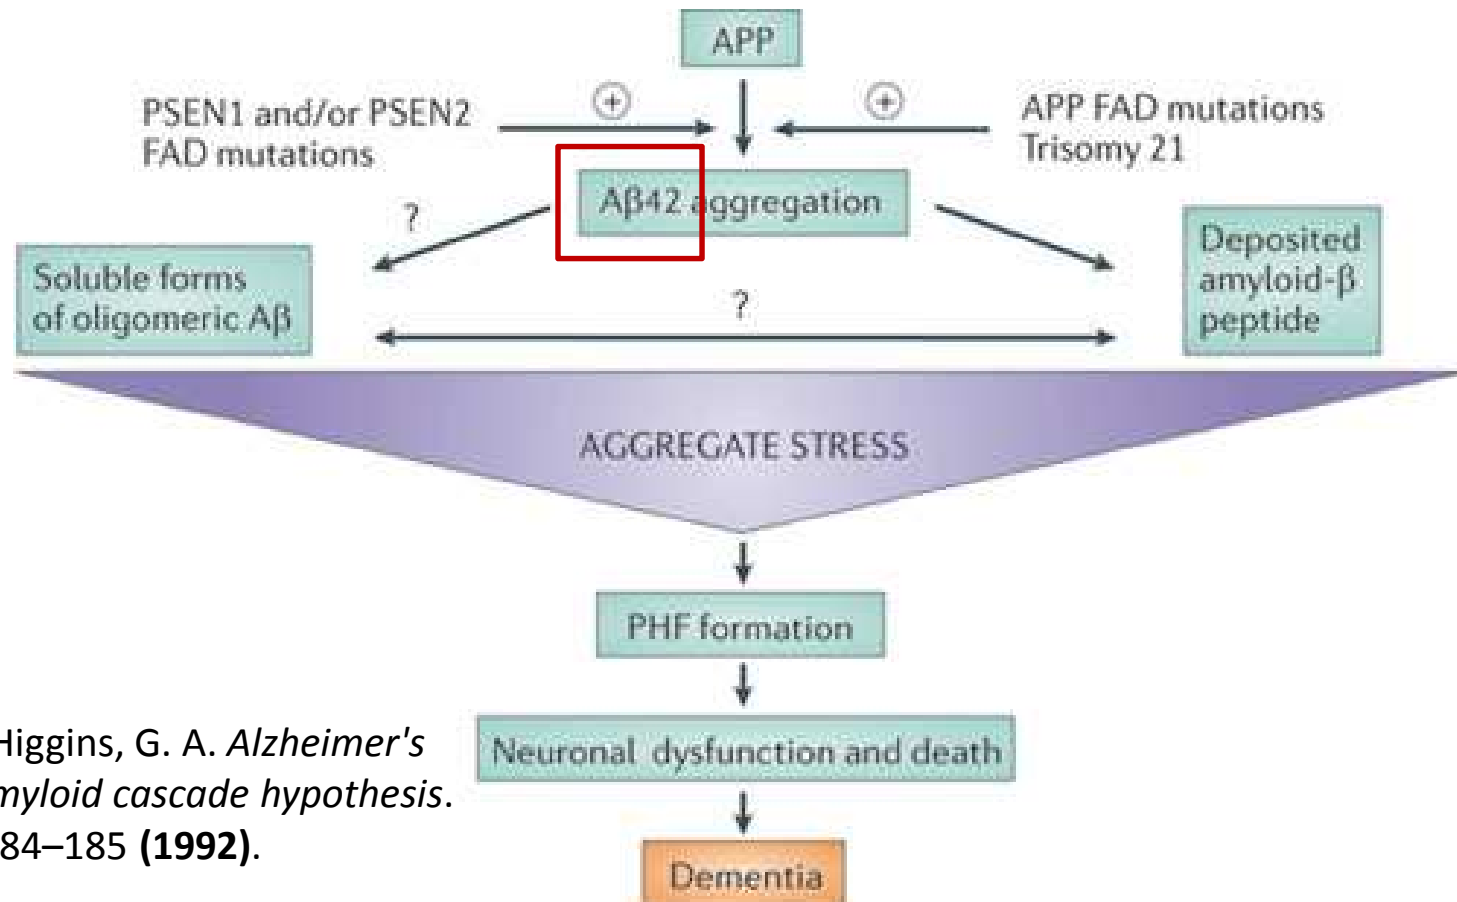 APP
PSEN1 and/or PSEN2
FAD mutations
+
+
APP FAD mutations
Trisomy 21
Aβ42 aggregation
?
Soluble forms
of oligomeric Aβ
?
Deposited
amyloid-β
peptide
AGGREGATE STRESS
PHF formation
Neuronal dysfunction and death
Dementia
Higgins, G. A. Alzheimer's
myloid cascade hypothesis.
84–185 (1992).